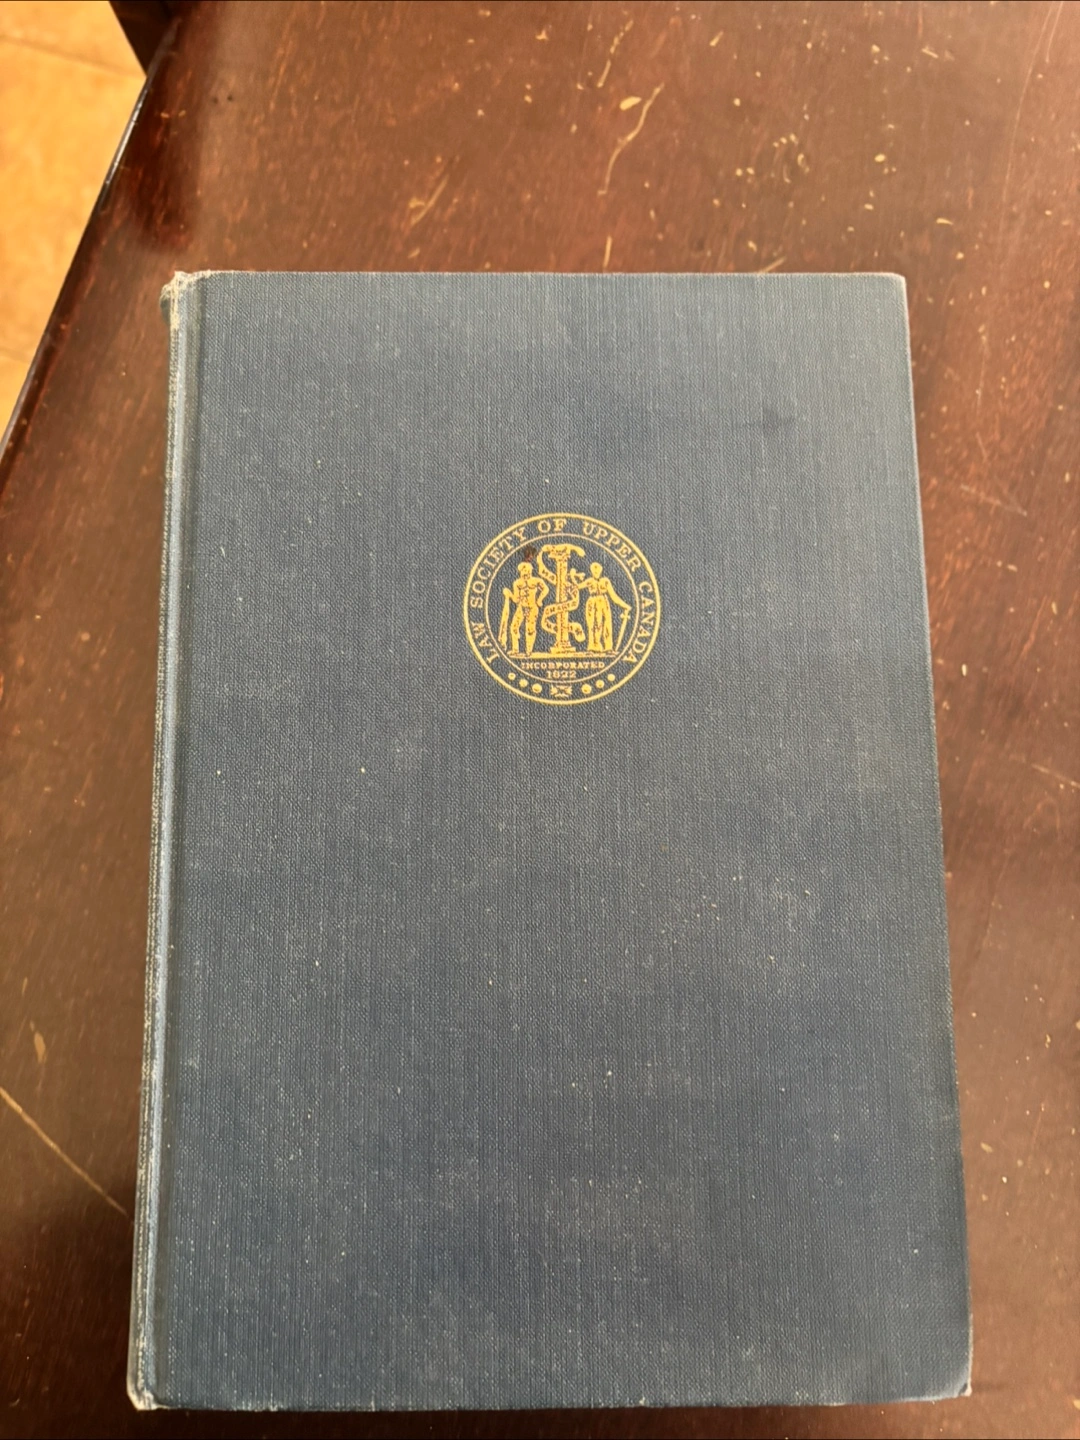 LAW SOCIETY OF UPPER CANADA
INCORPORATED
1822